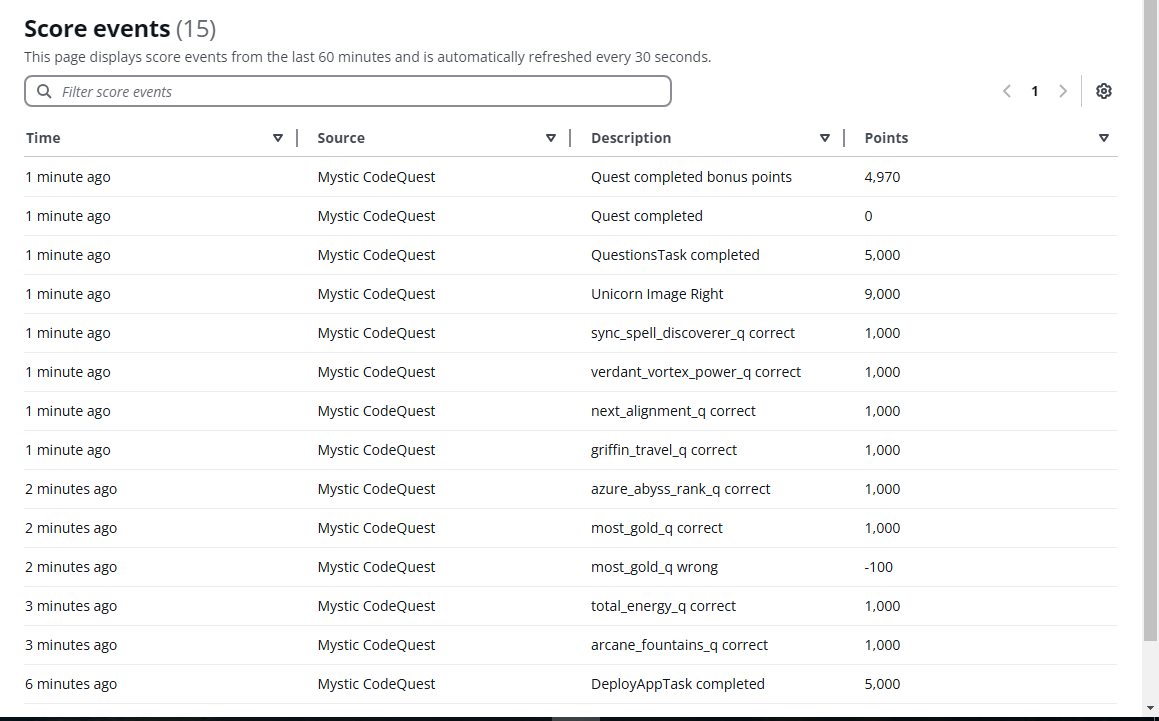 Score events (15)
This page displays score events from the last 60 minutes and is automatically refreshed every 30 seconds.
Filter score events 1
Time Source Description Points
1 minute ago Mystic CodeQuest Quest completed bonus points 4,970
1 minute ago Mystic CodeQuest Quest completed 0
1 minute ago Mystic CodeQuest QuestionsTask completed 5,000
1 minute ago Mystic CodeQuest Unicorn Image Right 9,000
1 minute ago Mystic CodeQuest sync_spell_discoverer_q correct 1,000
1 minute ago Mystic CodeQuest verdant_vortex_power_q correct 1,000
1 minute ago Mystic CodeQuest next_alignment_q correct 1,000
1 minute ago Mystic CodeQuest griffin_travel_q correct 1,000
2 minutes ago Mystic CodeQuest azure_abyss_rank_q correct 1,000
2 minutes ago Mystic CodeQuest most_gold_q correct 1,000
2 minutes ago Mystic CodeQuest most_gold_q wrong -100
3 minutes ago Mystic CodeQuest total_energy_q correct 1,000
3 minutes ago Mystic CodeQuest arcane_fountains_q correct 1,000
6 minutes ago Mystic CodeQuest DeployAppTask completed 5,000